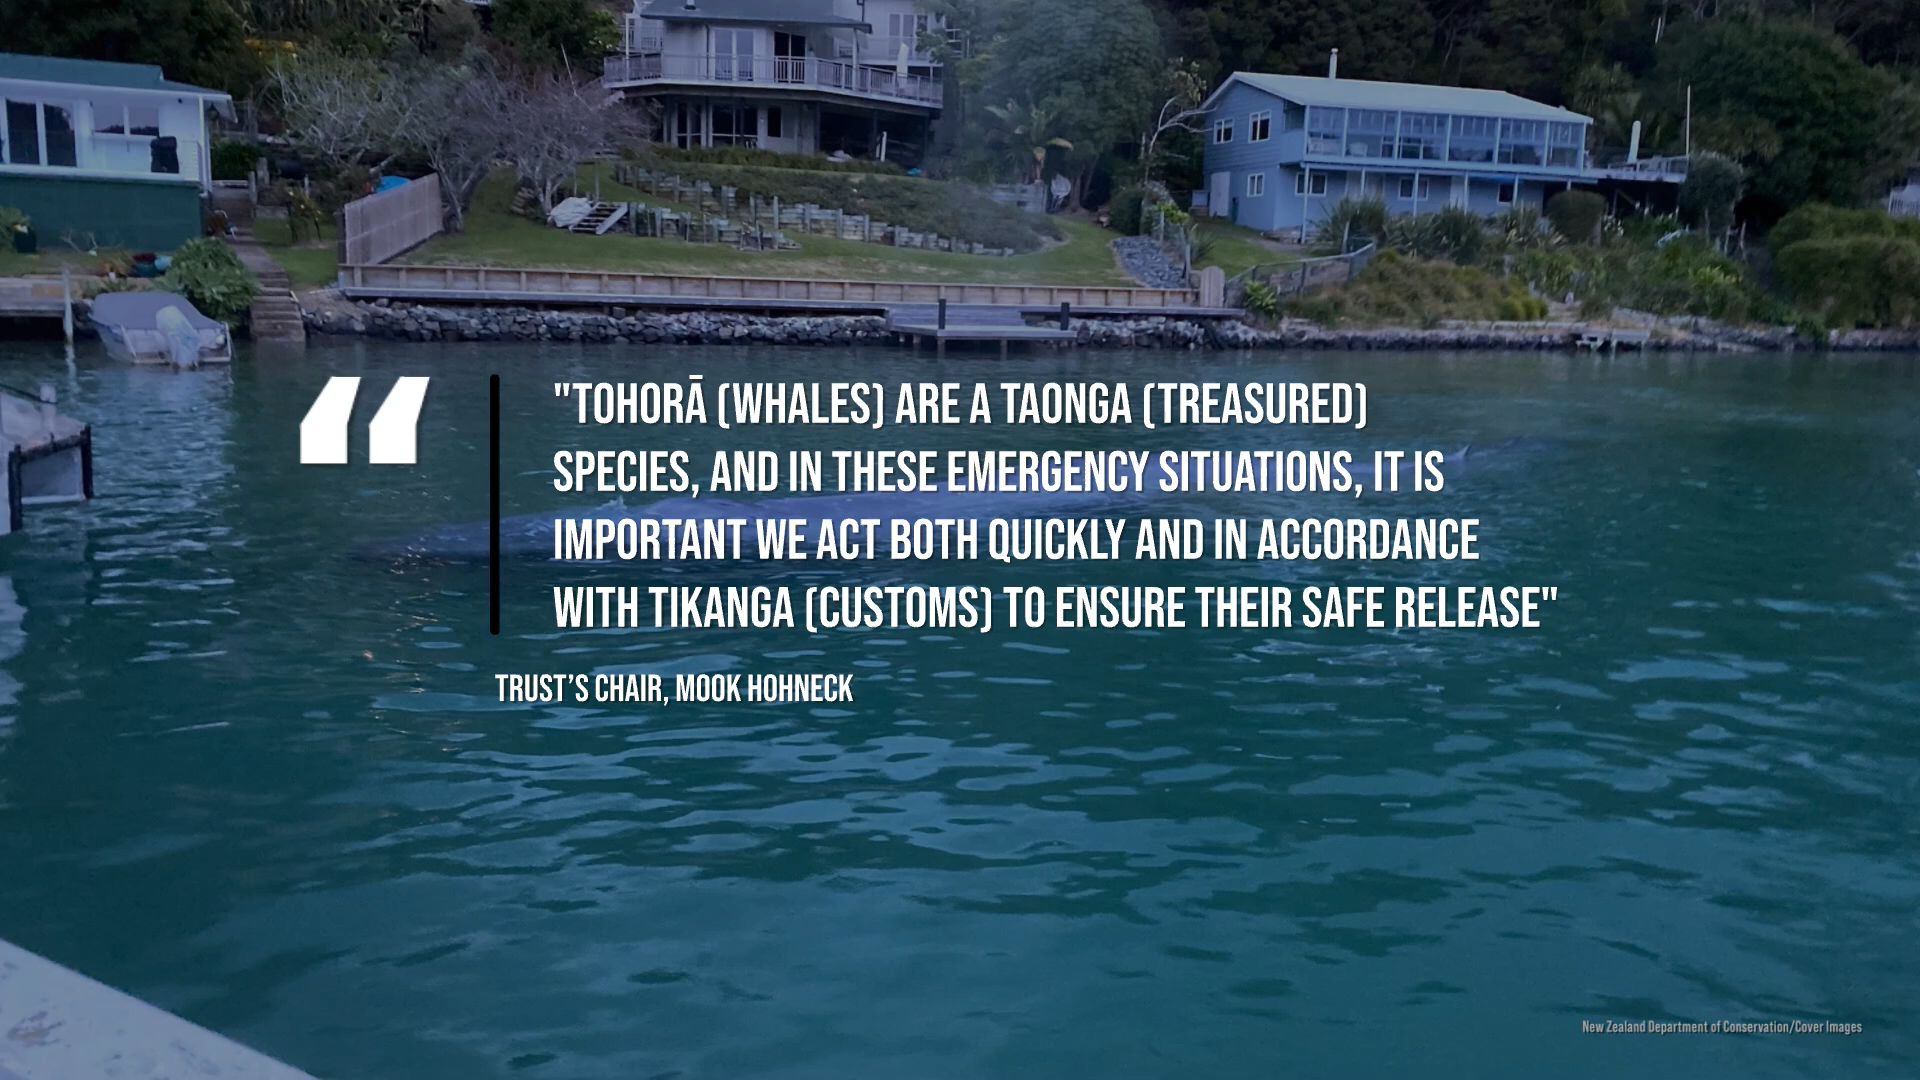 "TOHORĀ (WHALES) ARE A TAONGA (TREASURED)
SPECIES, AND IN THESE EMERGENCY SITUATIONS, IT IS
IMPORTANT WE ACT BOTH QUICKLY AND IN ACCORDANCE
WITH TIKANGA (CUSTOMS) TO ENSURE THEIR SAFE RELEASE"
TRUST’S CHAIR, MOOK HOHNECK
New Zealand Department of Conservation/Cover Images